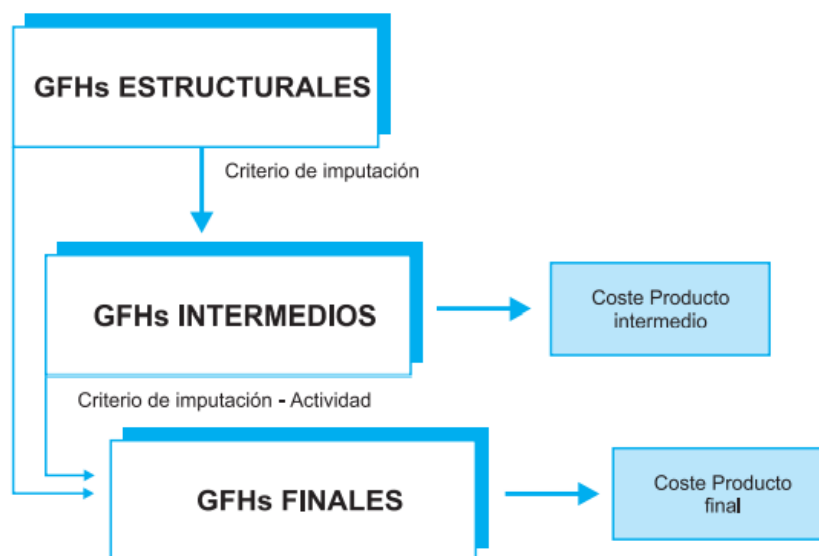 GFHs ESTRUCTURALES
Criterio de imputación
GFHs INTERMEDIOS
Coste Producto
intermedio
Criterio de imputación - Actividad
GFHs FINALES
Coste Producto
final